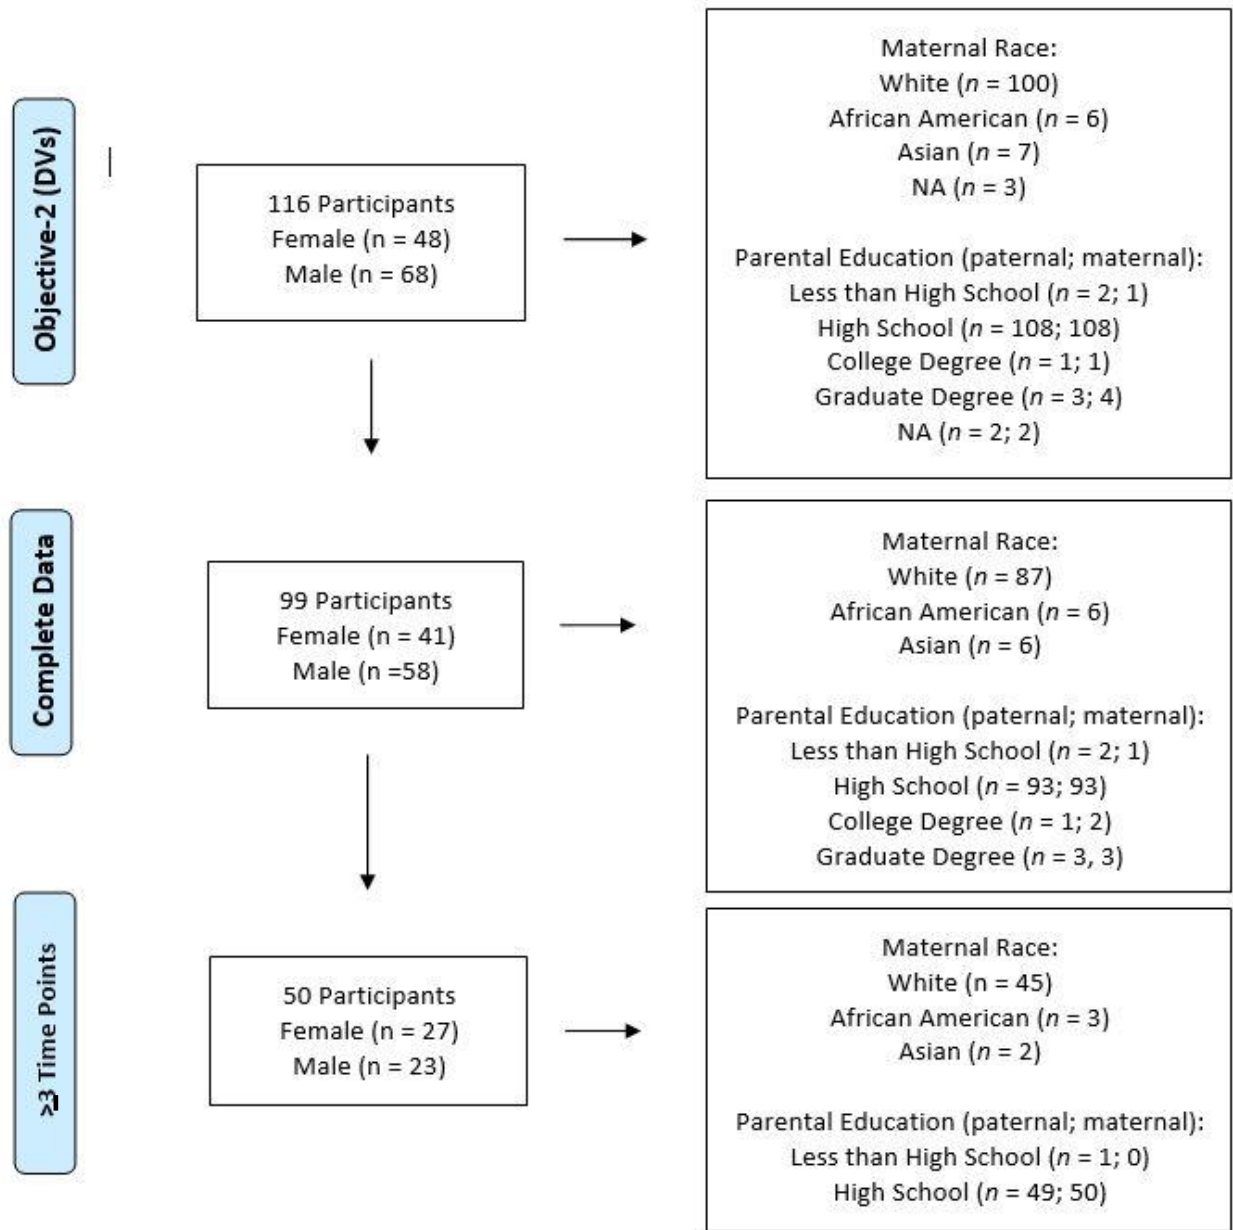 Objective-2 (DVs)
116 Participants
Female (n = 48)
Male (n = 68)
Maternal Race:
White (n = 100)
African American (n = 6)
Asian (n = 7)
NA (n = 3)
Parental Education (paternal; maternal):
Less than High School (n = 2; 1)
High School (n = 108; 108)
College Degree (n = 1; 1)
Graduate Degree (n = 3; 4)
NA (n = 2; 2)
Complete Data
99 Participants
Female (n = 41)
Male (n =58)
Maternal Race:
White (n = 87)
African American (n = 6)
Asian (n = 6)
Parental Education (paternal; maternal):
Less than High School (n = 2; 1)
High School (n = 93; 93)
College Degree (n = 1; 2)
Graduate Degree (n = 3, 3)
≥3 Time Points
50 Participants
Female (n = 27)
Male (n = 23)
Maternal Race:
White (n = 45)
African American (n = 3)
Asian (n = 2)
Parental Education (paternal; maternal):
Less than High School (n = 1; 0)
High School (n = 49; 50)